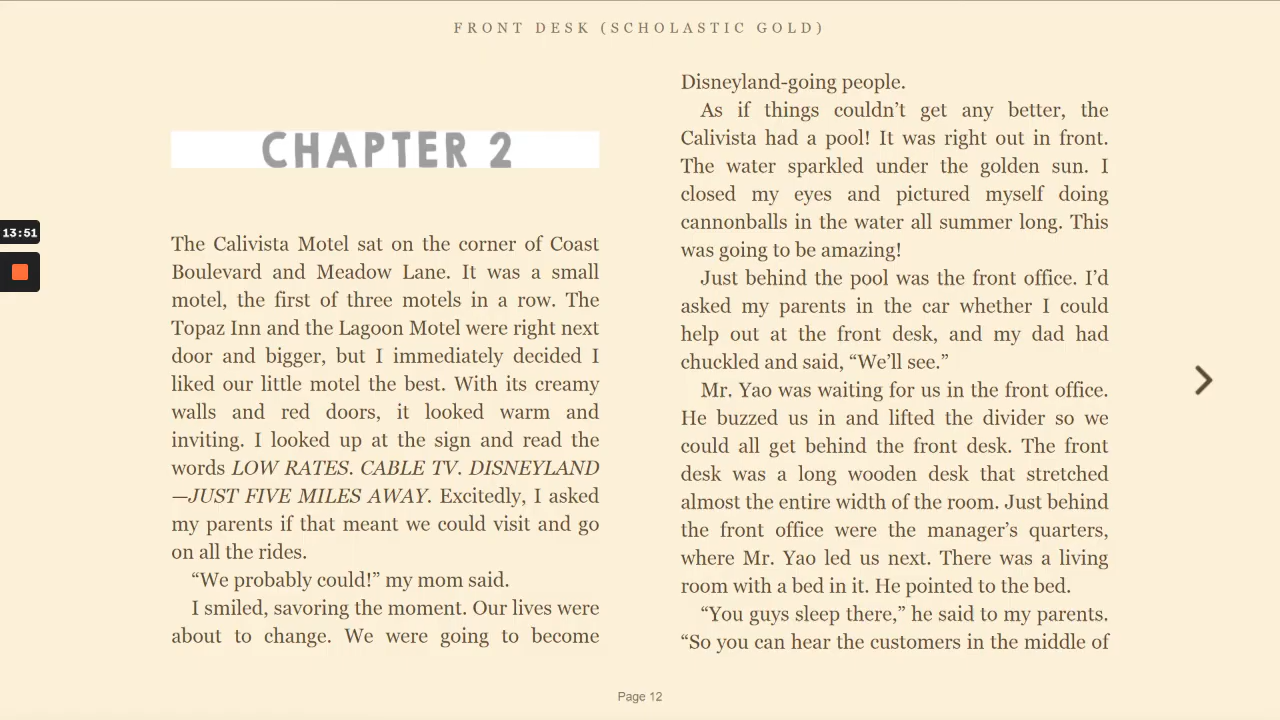 FRONT DESK (SCHOLASTIC GOLD)
CHAPTER 2
13:51
The Calivista Motel sat on the corner of Coast
Boulevard and Meadow Lane. It was a small
motel, the first of three motels in a row. The
Topaz Inn and the Lagoon Motel were right next
door and bigger, but I immediately decided I
liked our little motel the best. With its creamy
walls and red doors, it looked warm and
inviting. I looked up at the sign and read the
words LOW RATES. CABLE TV. DISNEYLAND
—JUST FIVE MILES AWAY. Excitedly, I asked
my parents if that meant we could visit and go
on all the rides.
“We probably could!” my mom said.
I smiled, savoring the moment. Our lives were
about to change. We were going to become
Disneyland-going people.
As if things couldn’t get any better, the
Calivista had a pool! It was right out in front.
The water sparkled under the golden sun. I
closed my eyes and pictured myself doing
cannonballs in the water all summer long. This
was going to be amazing!
Just behind the pool was the front office. I’d
asked my parents in the car whether I could
help out at the front desk, and my dad had
chuckled and said, “We’ll see.”
Mr. Yao was waiting for us in the front office.
He buzzed us in and lifted the divider so we
could all get behind the front desk. The front
desk was a long wooden desk that stretched
almost the entire width of the room. Just behind
the front office were the manager’s quarters,
where Mr. Yao led us next. There was a living
room with a bed in it. He pointed to the bed.
“You guys sleep there,” he said to my parents.
“So you can hear the customers in the middle of
Page 12